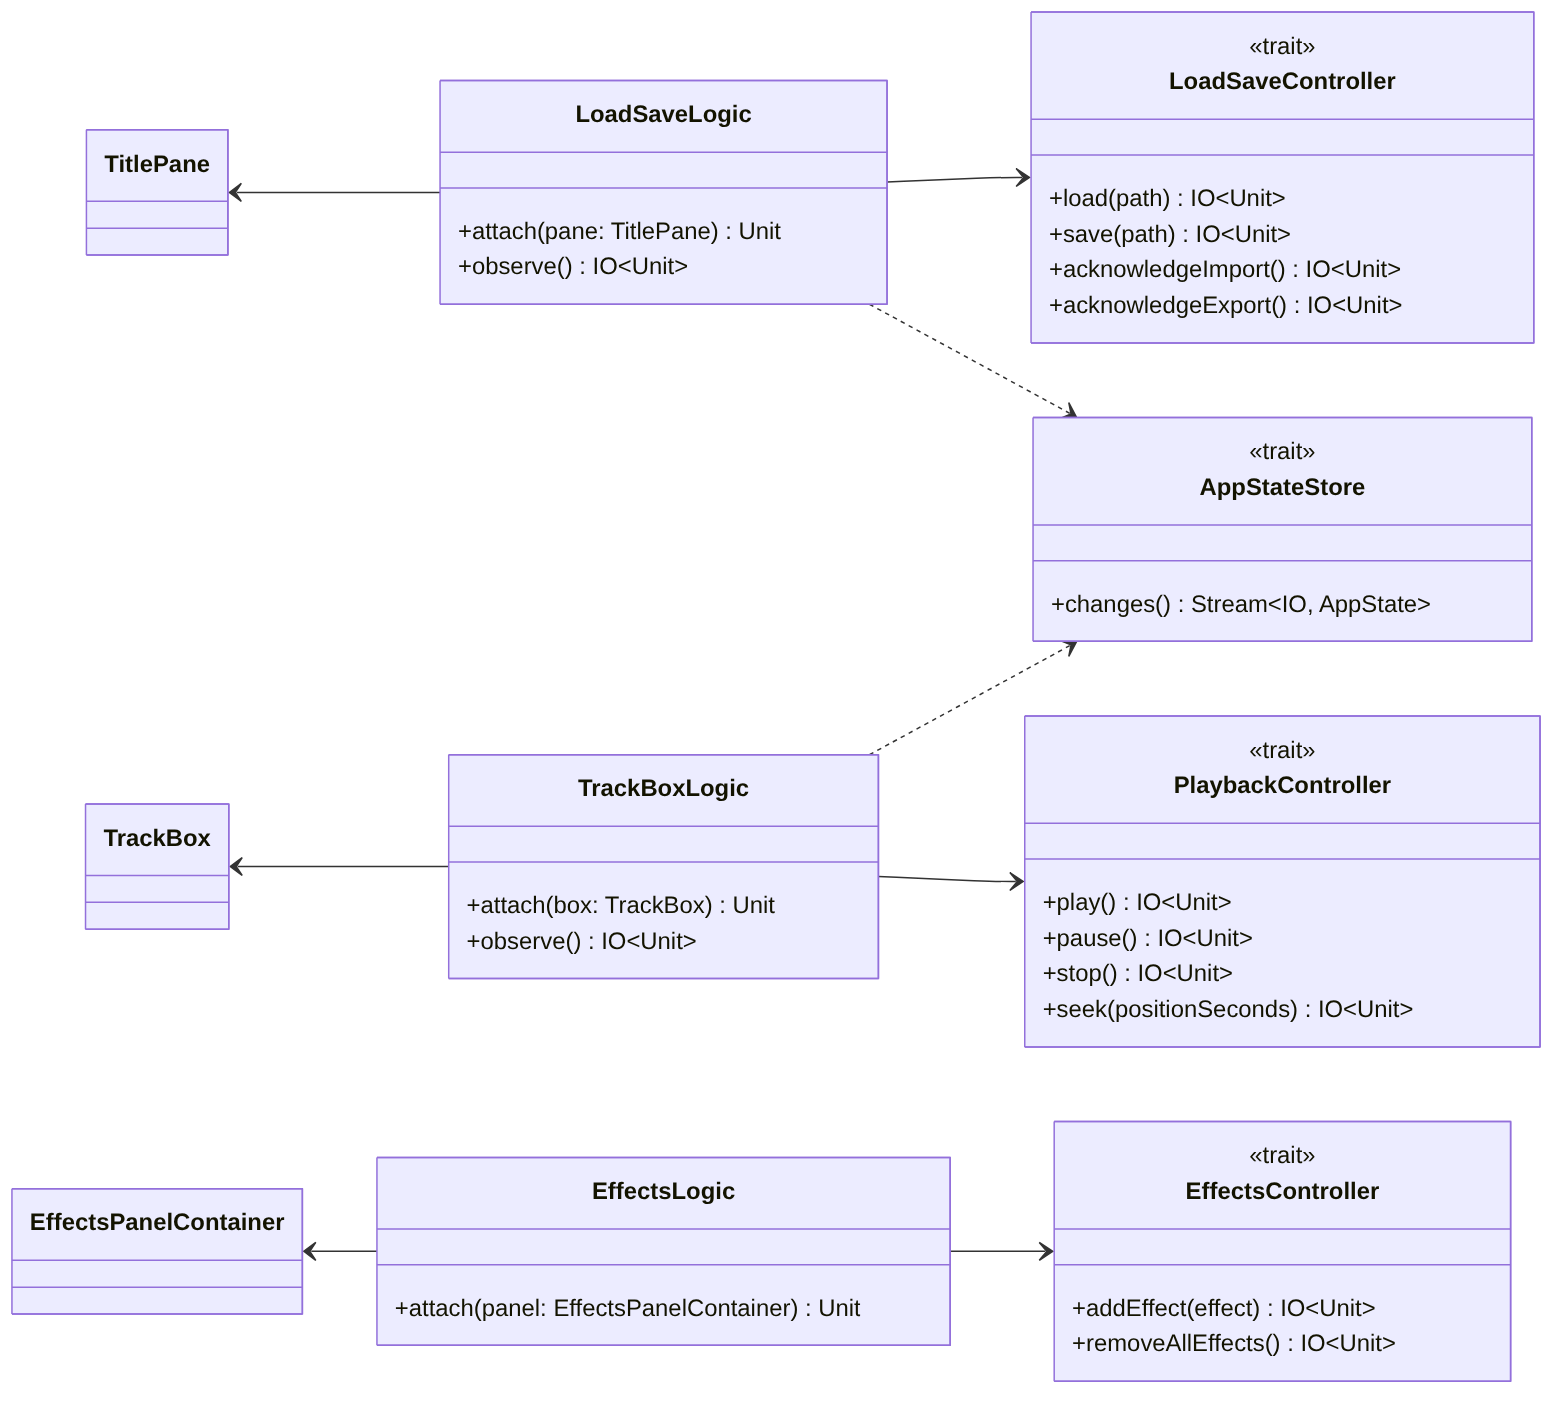 TitlePane
LoadSaveLogic
+attach(pane: TitlePane) : Unit
+observe() : IO<Unit>
«trait»
LoadSaveController
+load(path) : IO<Unit>
+save(path) : IO<Unit>
+acknowledgeImport() : IO<Unit>
+acknowledgeExport() : IO<Unit>
«trait»
AppStateStore
+changes() : Stream<IO, AppState>
TrackBox
TrackBoxLogic
+attach(box: TrackBox) : Unit
+observe() : IO<Unit>
«trait»
PlaybackController
+play() : IO<Unit>
+pause() : IO<Unit>
+stop() : IO<Unit>
+seek(positionSeconds) : IO<Unit>
EffectsPanelContainer
EffectsLogic
+attach(panel: EffectsPanelContainer) : Unit
«trait»
EffectsController
+addEffect(effect) : IO<Unit>
+removeAllEffects() : IO<Unit>